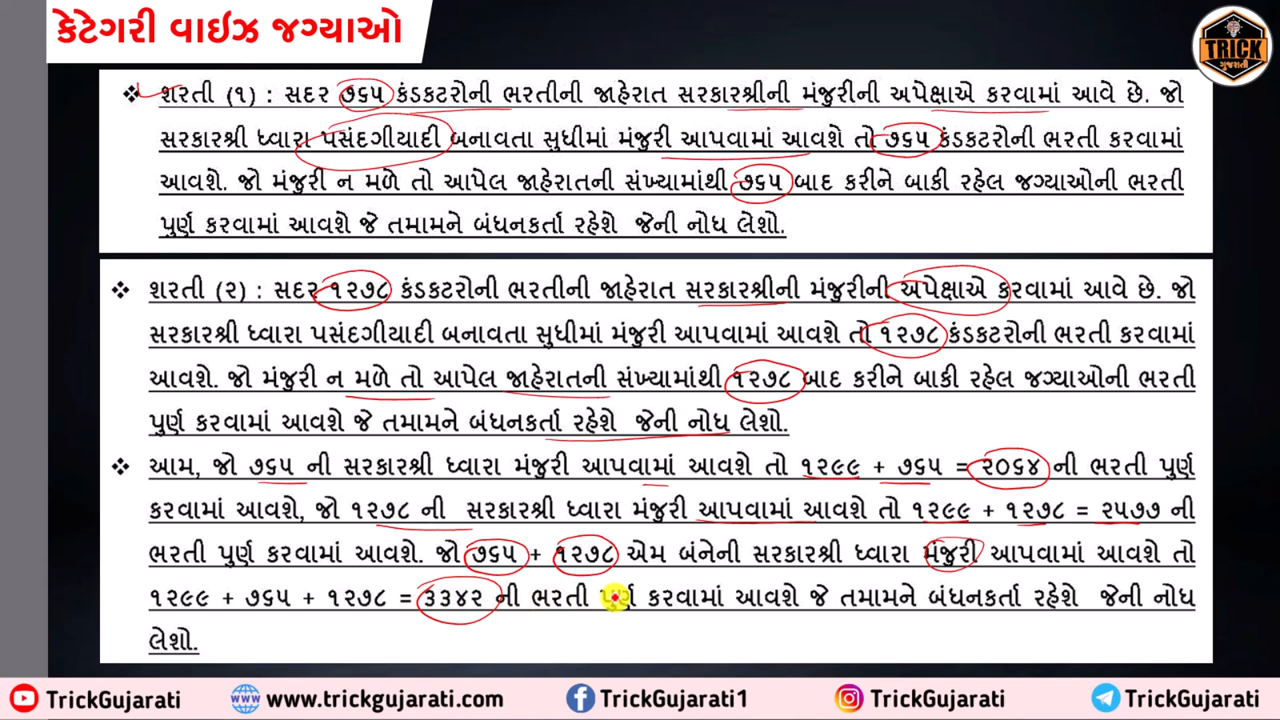 કેટેગરી વાઇઝ જગ્યાઓ
TRICK
ગુજરાતી
❖ શરતી (૧) : સદર ૭૬૫ કંડકટરોની ભરતીની જાહેરાત સરકારશ્રીની મંજુરીની અપેક્ષાએ કરવામાં આવે છે. જો
સરકારશ્રી ધ્વારા પસંદગીયાદી બનાવતા સુધીમાં મંજુરી આપવામાં આવશે તો ૭૬૫ કંડકટરોની ભરતી કરવામાં
આવશે. જો મંજુરી ન મળે તો આપેલ જાહેરાતની સંખ્યામાંથી ૭૬૫ બાદ કરીને બાકી રહેલ જગ્યાઓની ભરતી
પુર્ણ કરવામાં આવશે જે તમામને બંધનકર્તા રહેશે જેની નોધ લેશો.
❖ શરતી (૨) : સદર ૧૨૭૮ કંડકટરોની ભરતીની જાહેરાત સરકારશ્રીની મંજુરીની અપેક્ષાએ કરવામાં આવે છે. જો
સરકારશ્રી ધ્વારા પસંદગીયાદી બનાવતા સુધીમાં મંજુરી આપવામાં આવશે તો ૧૨૭૮ કંડકટરોની ભરતી કરવામાં
આવશે. જો મંજુરી ન મળે તો આપેલ જાહેરાતની સંખ્યામાંથી ૧૨૭૮ બાદ કરીને બાકી રહેલ જગ્યાઓની ભરતી
પુર્ણ કરવામાં આવશે જે તમામને બંધનકર્તા રહેશે જેની નોધ લેશો.
❖ આમ, જો ૭૬૫ ની સરકારશ્રી ધ્વારા મંજુરી આપવામાં આવશે તો ૧૨૯૯ + ૭૬૫ = ૨૦૬૪ ની ભરતી પુર્ણ
કરવામાં આવશે, જો ૧૨૭૮ ની સરકારશ્રી ધ્વારા મંજુરી આપવામાં આવશે તો ૧૨૯૯ + ૧૨૭૮ = ૨૫૭૭ ની
ભરતી પુર્ણ કરવામાં આવશે. જો ૭૬૫ + ૧૨૭૮ એમ બંનેની સરકારશ્રી ધ્વારા મંજુરી આપવામાં આવશે તો
૧૨૯૯ + ૭૬૫ + ૧૨૭૮ = ૩૩૪૨ ની ભરતી પુર્ણ કરવામાં આવશે જે તમામને બંધનકર્તા રહેશે જેની નોધ
લેશો.
TrickGujarati www.trickgujarati.com TrickGujarati1 TrickGujarati TrickGujarati